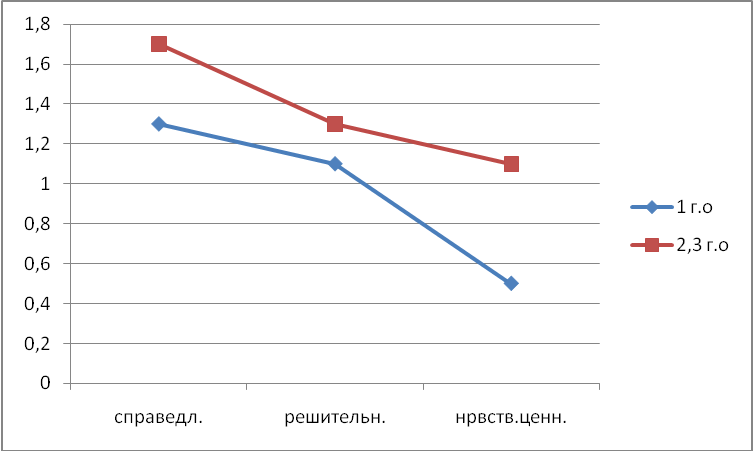 1,8
1,6
1,4
1,2
1
0,8
0,6
0,4
0,2
0
справедл.
решительн.
нрвств.ценн.
1 г.о
2,3 г.о